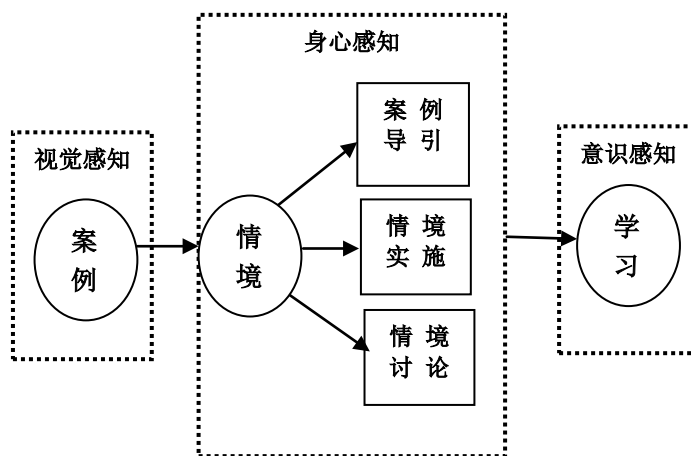 身心感知
案 例
导 引
视觉感知
意识感知
案
例
情
境
情 境
实 施
学
习
情 境
讨 论